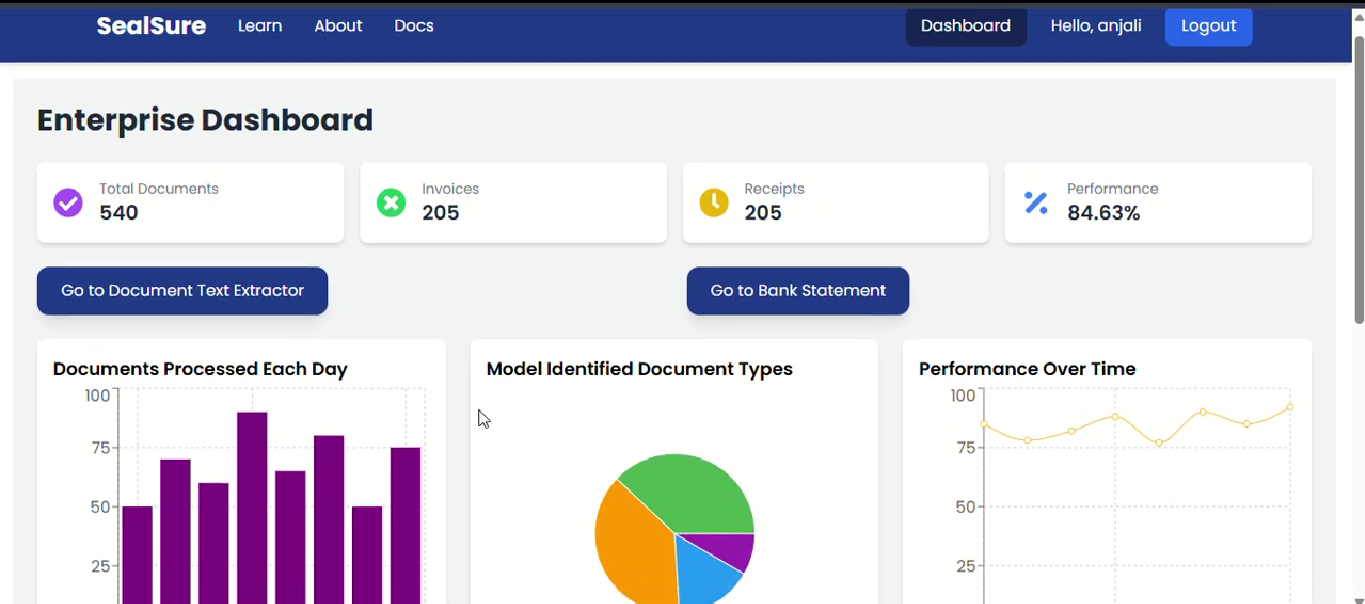 SealSure Learn About Docs Dashboard Hello, anjali Logout
Enterprise Dashboard
Total Documents
540
Invoices
205
Receipts
205
Performance
84.63%
Go to Document Text Extractor
Go to Bank Statement
Documents Processed Each Day
100
75
50
25
Model Identified Document Types
Performance Over Time
100
75
50
25